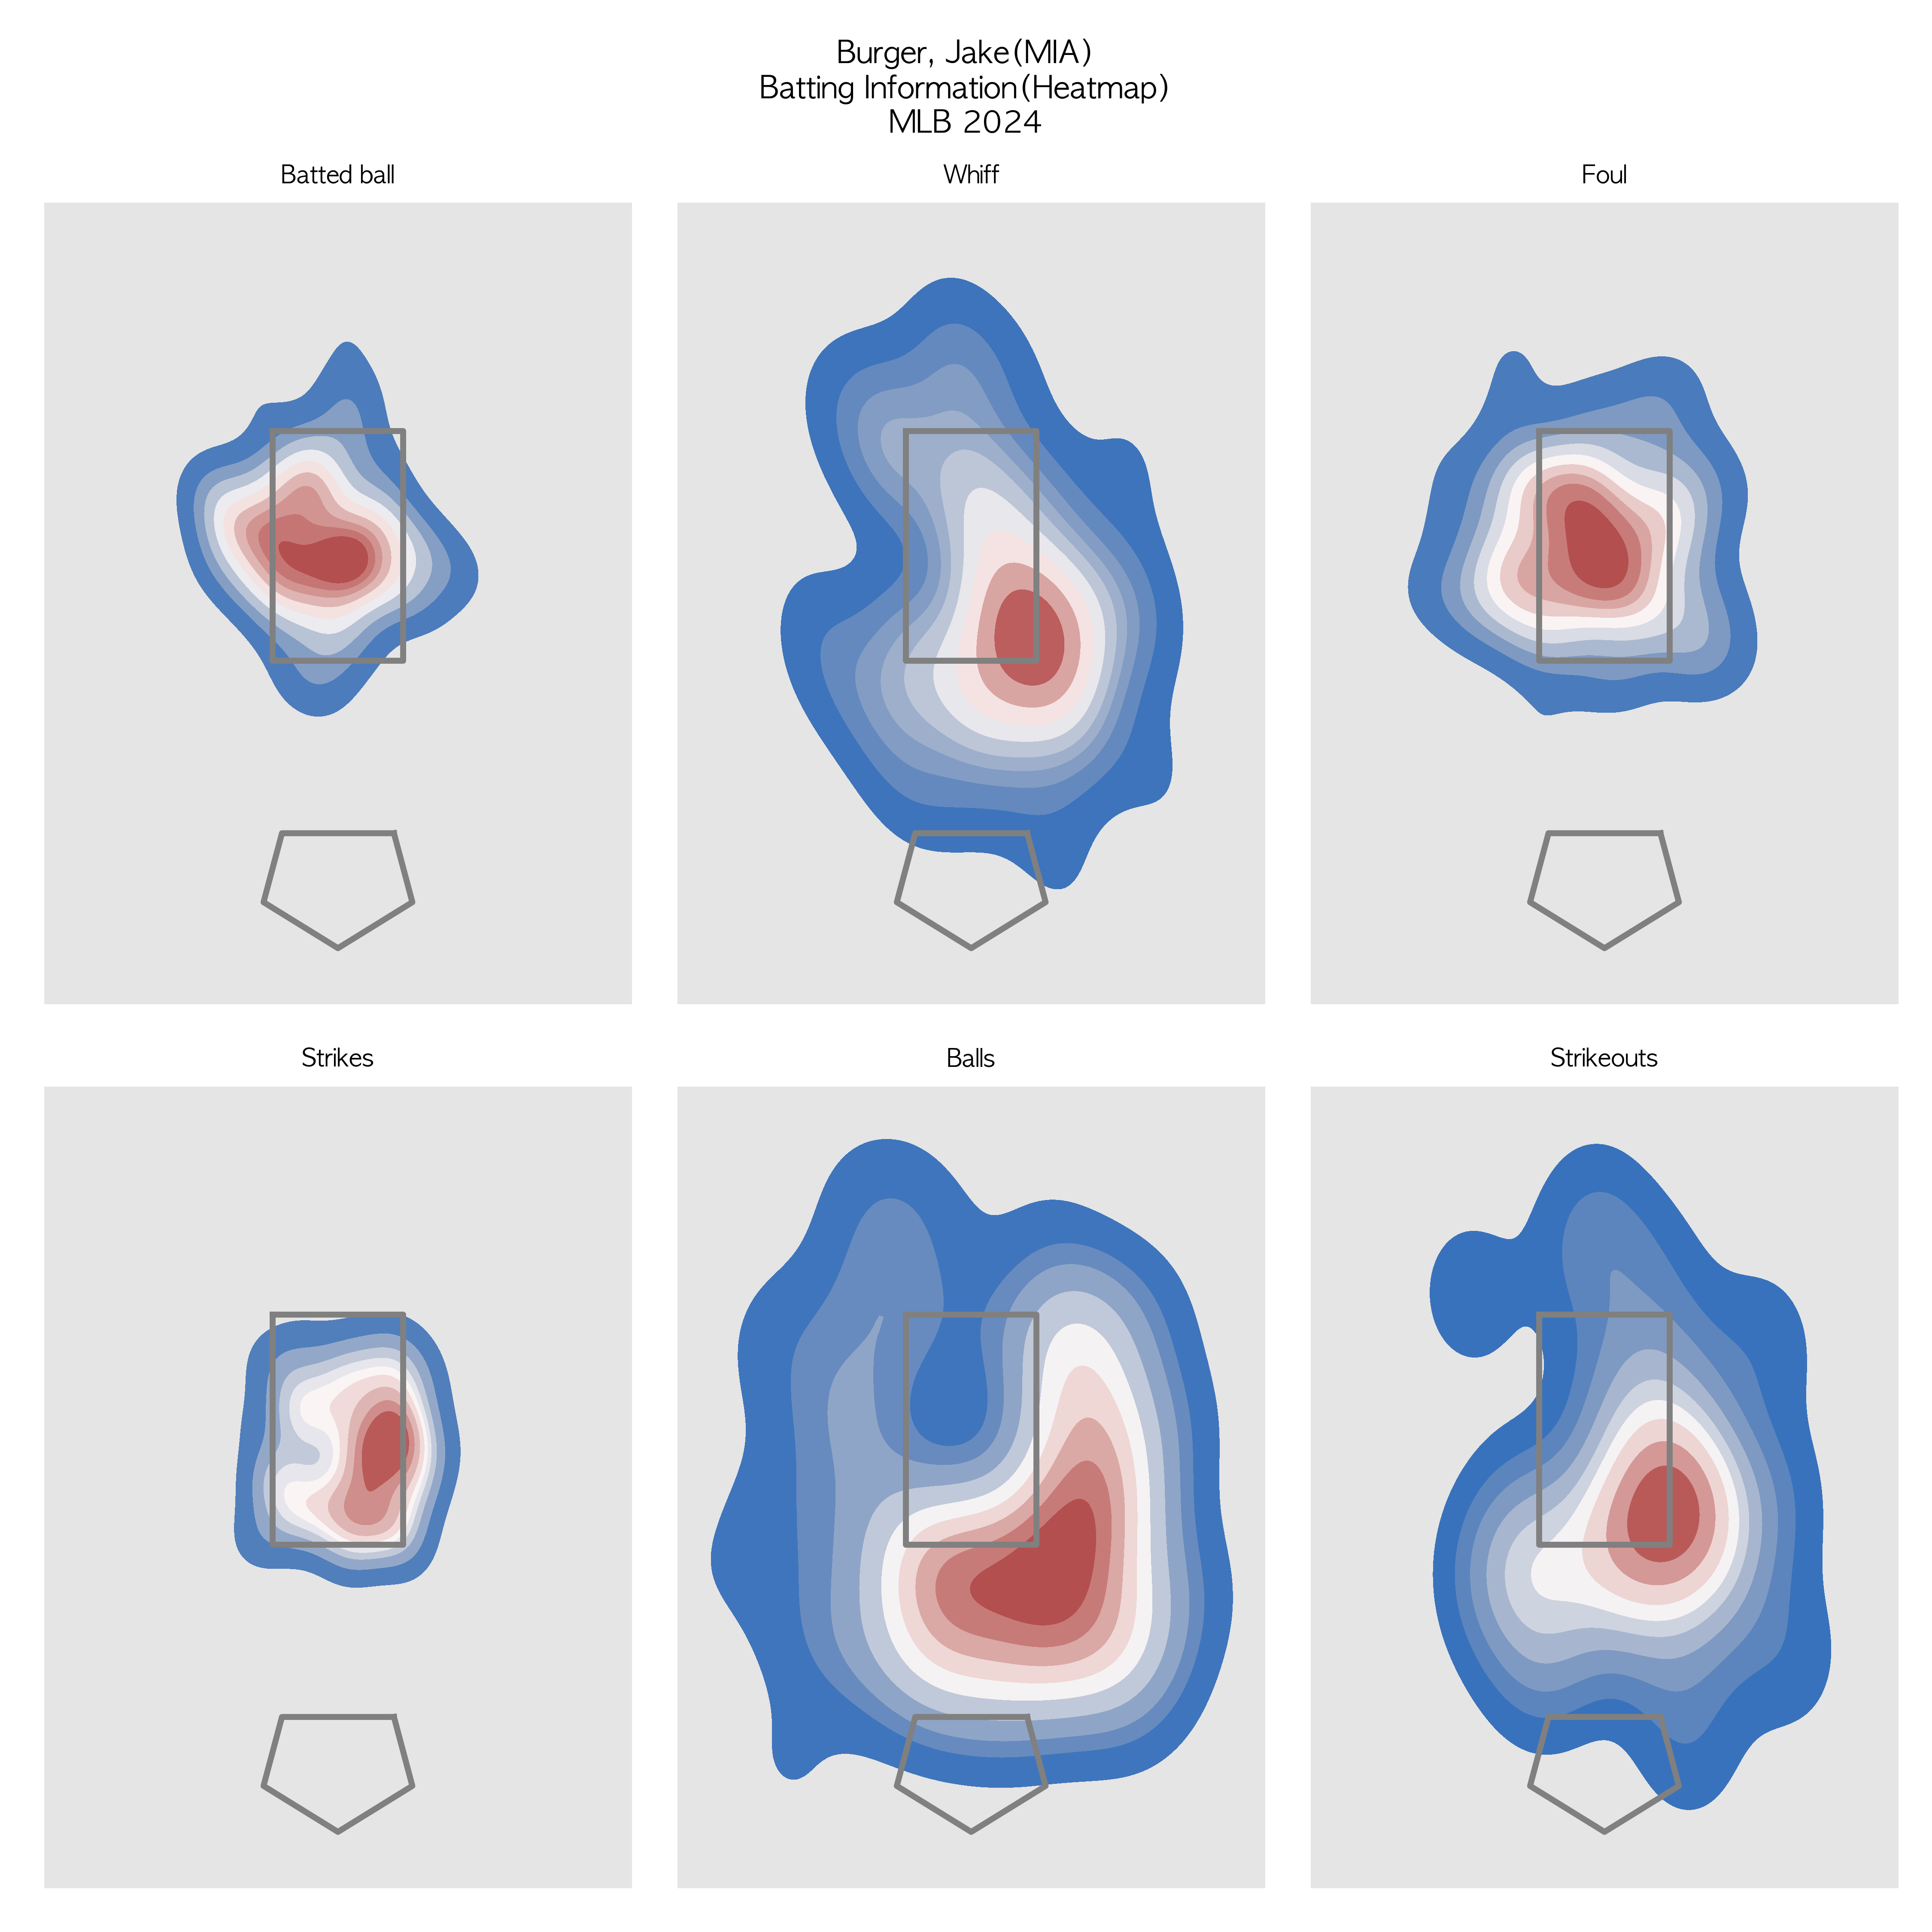 Burger, Jake(MIA)
Batting Information(Heatmap)
MLB 2024
Batted ball
Whiff
Foul
Strikes
Balls
Strikeouts